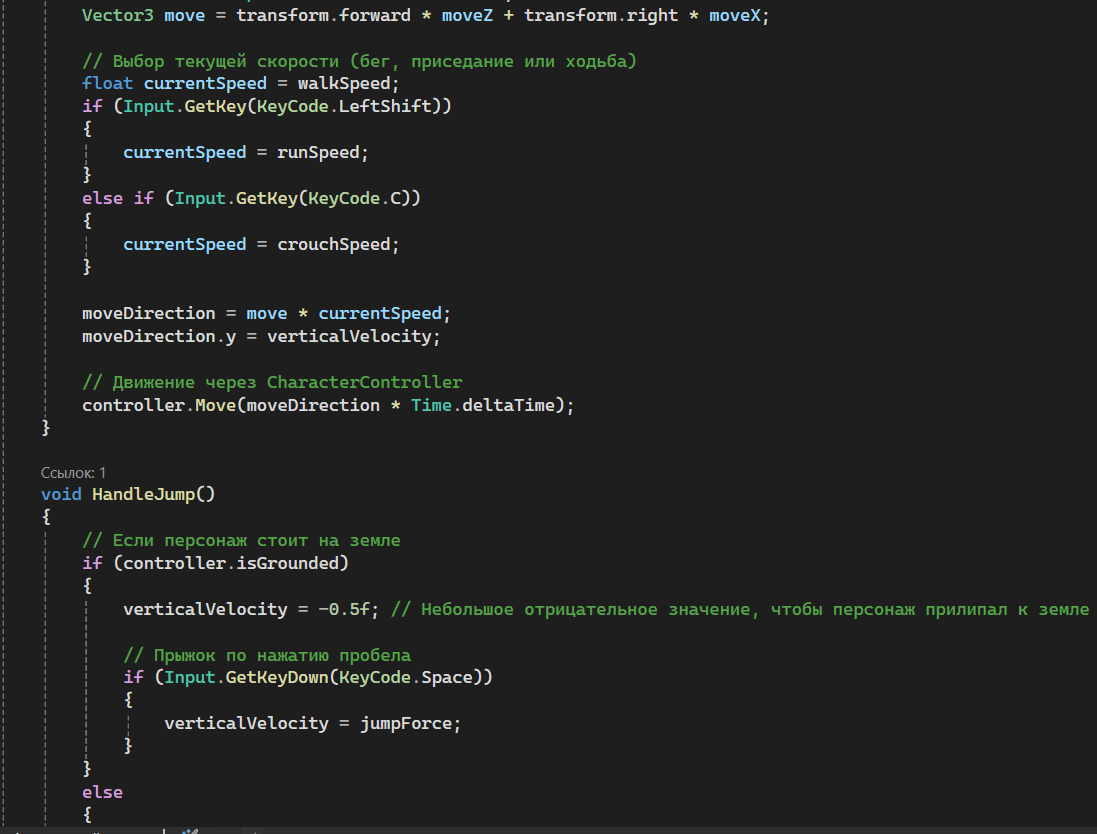 Vector3 move = transform.forward * moveZ + transform.right * moveX;
// Выбор текущей скорости (бег, приседание или ходьба)
float currentSpeed = walkSpeed;
if (Input.GetKey(KeyCode.LeftShift))
{
currentSpeed = runSpeed;
}
else if (Input.GetKey(KeyCode.C))
{
currentSpeed = crouchSpeed;
}
moveDirection = move * currentSpeed;
moveDirection.y = verticalVelocity;
// Движение через CharacterController
controller.Move(moveDirection * Time.deltaTime);
}
Ссылок: 1
void HandleJump()
{
// Если персонаж стоит на земле
if (controller.isGrounded)
{
verticalVelocity = -0.5f; // Небольшое отрицательное значение, чтобы персонаж прилипал к земле
// Прыжок по нажатию пробела
if (Input.GetKeyDown(KeyCode.Space))
{
verticalVelocity = jumpForce;
}
}
else
{